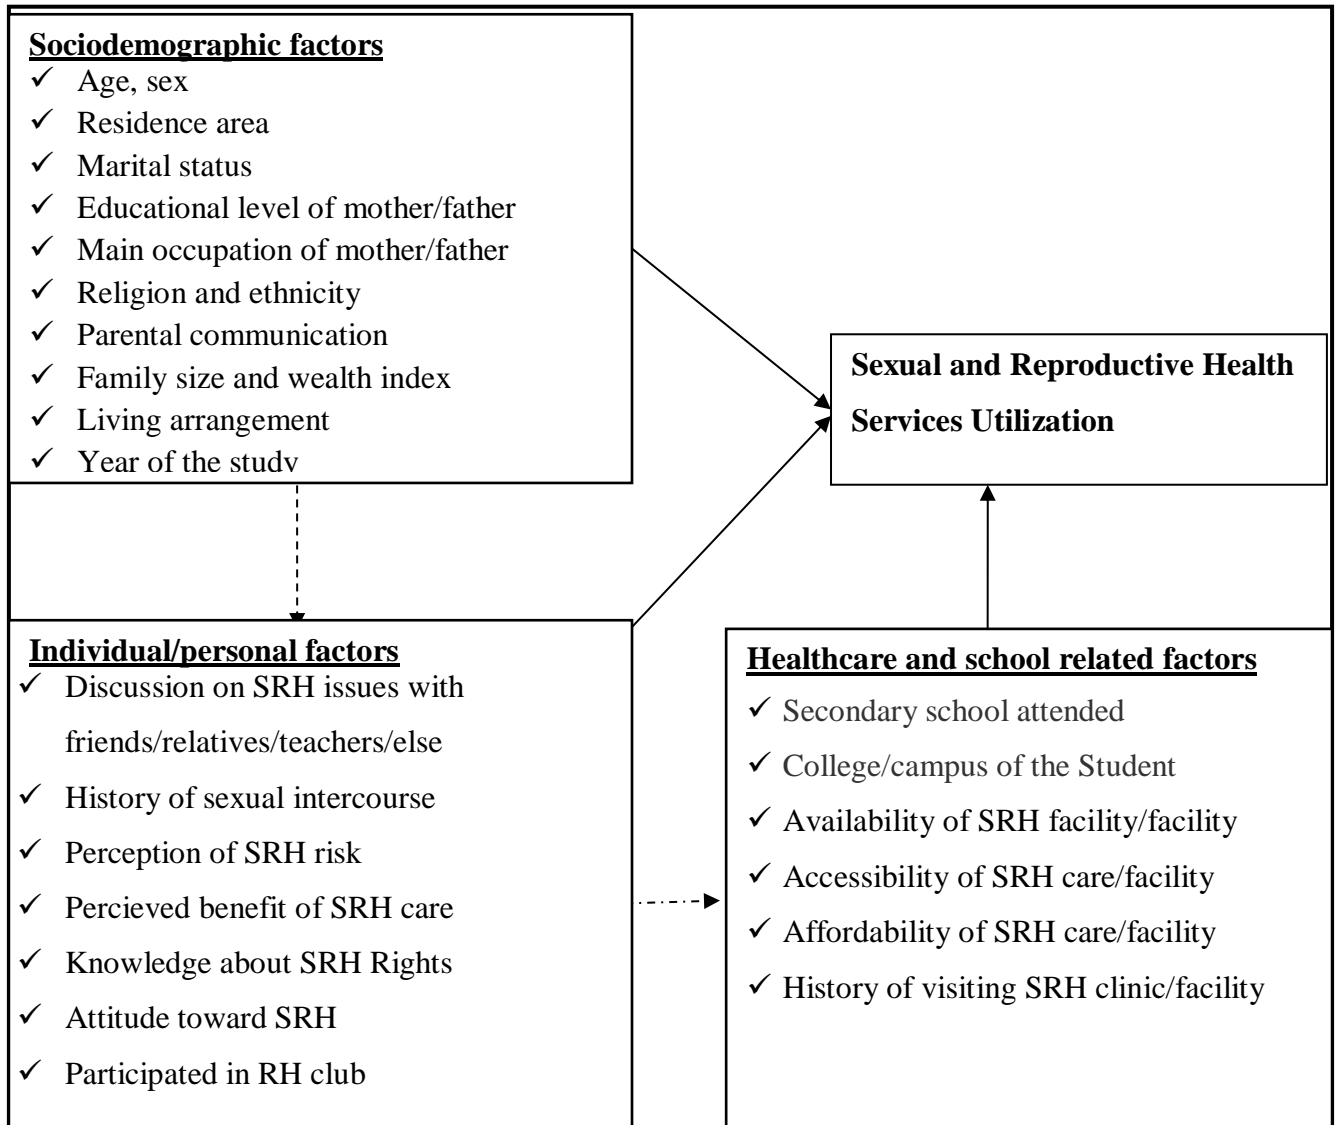 Sociodemographic factors
✓ Age, sex
✓ Residence area
✓ Marital status
✓ Educational level of mother/father
✓ Main occupation of mother/father
✓ Religion and ethnicity
✓ Parental communication
✓ Family size and wealth index
✓ Living arrangement
✓ Year of the study
Sexual and Reproductive Health
Services Utilization
Individual/personal factors
✓ Discussion on SRH issues with
friends/relatives/teachers/else
✓ History of sexual intercourse
✓ Perception of SRH risk
✓ Percieved benefit of SRH care
✓ Knowledge about SRH Rights
✓ Attitude toward SRH
✓ Participated in RH club
Healthcare and school related factors
✓ Secondary school attended
✓ College/campus of the Student
✓ Availability of SRH facility/facility
✓ Accessibility of SRH care/facility
✓ Affordability of SRH care/facility
✓ History of visiting SRH clinic/facility